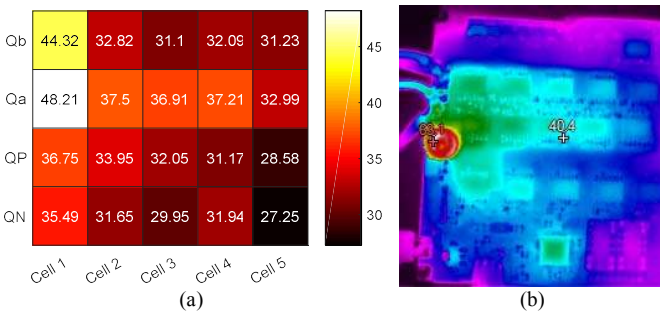 Qb 44.32 32.82 31.1 32.09 31.23
Qa 48.21 37.5 36.91 37.21 32.99
QP 36.75 33.95 32.05 31.17 28.58
QN 35.49 31.65 29.95 31.94 27.25
Cell 1 Cell 2 Cell 3 Cell 4 Cell 5
45
40
35
30
40.4
(a) (b)